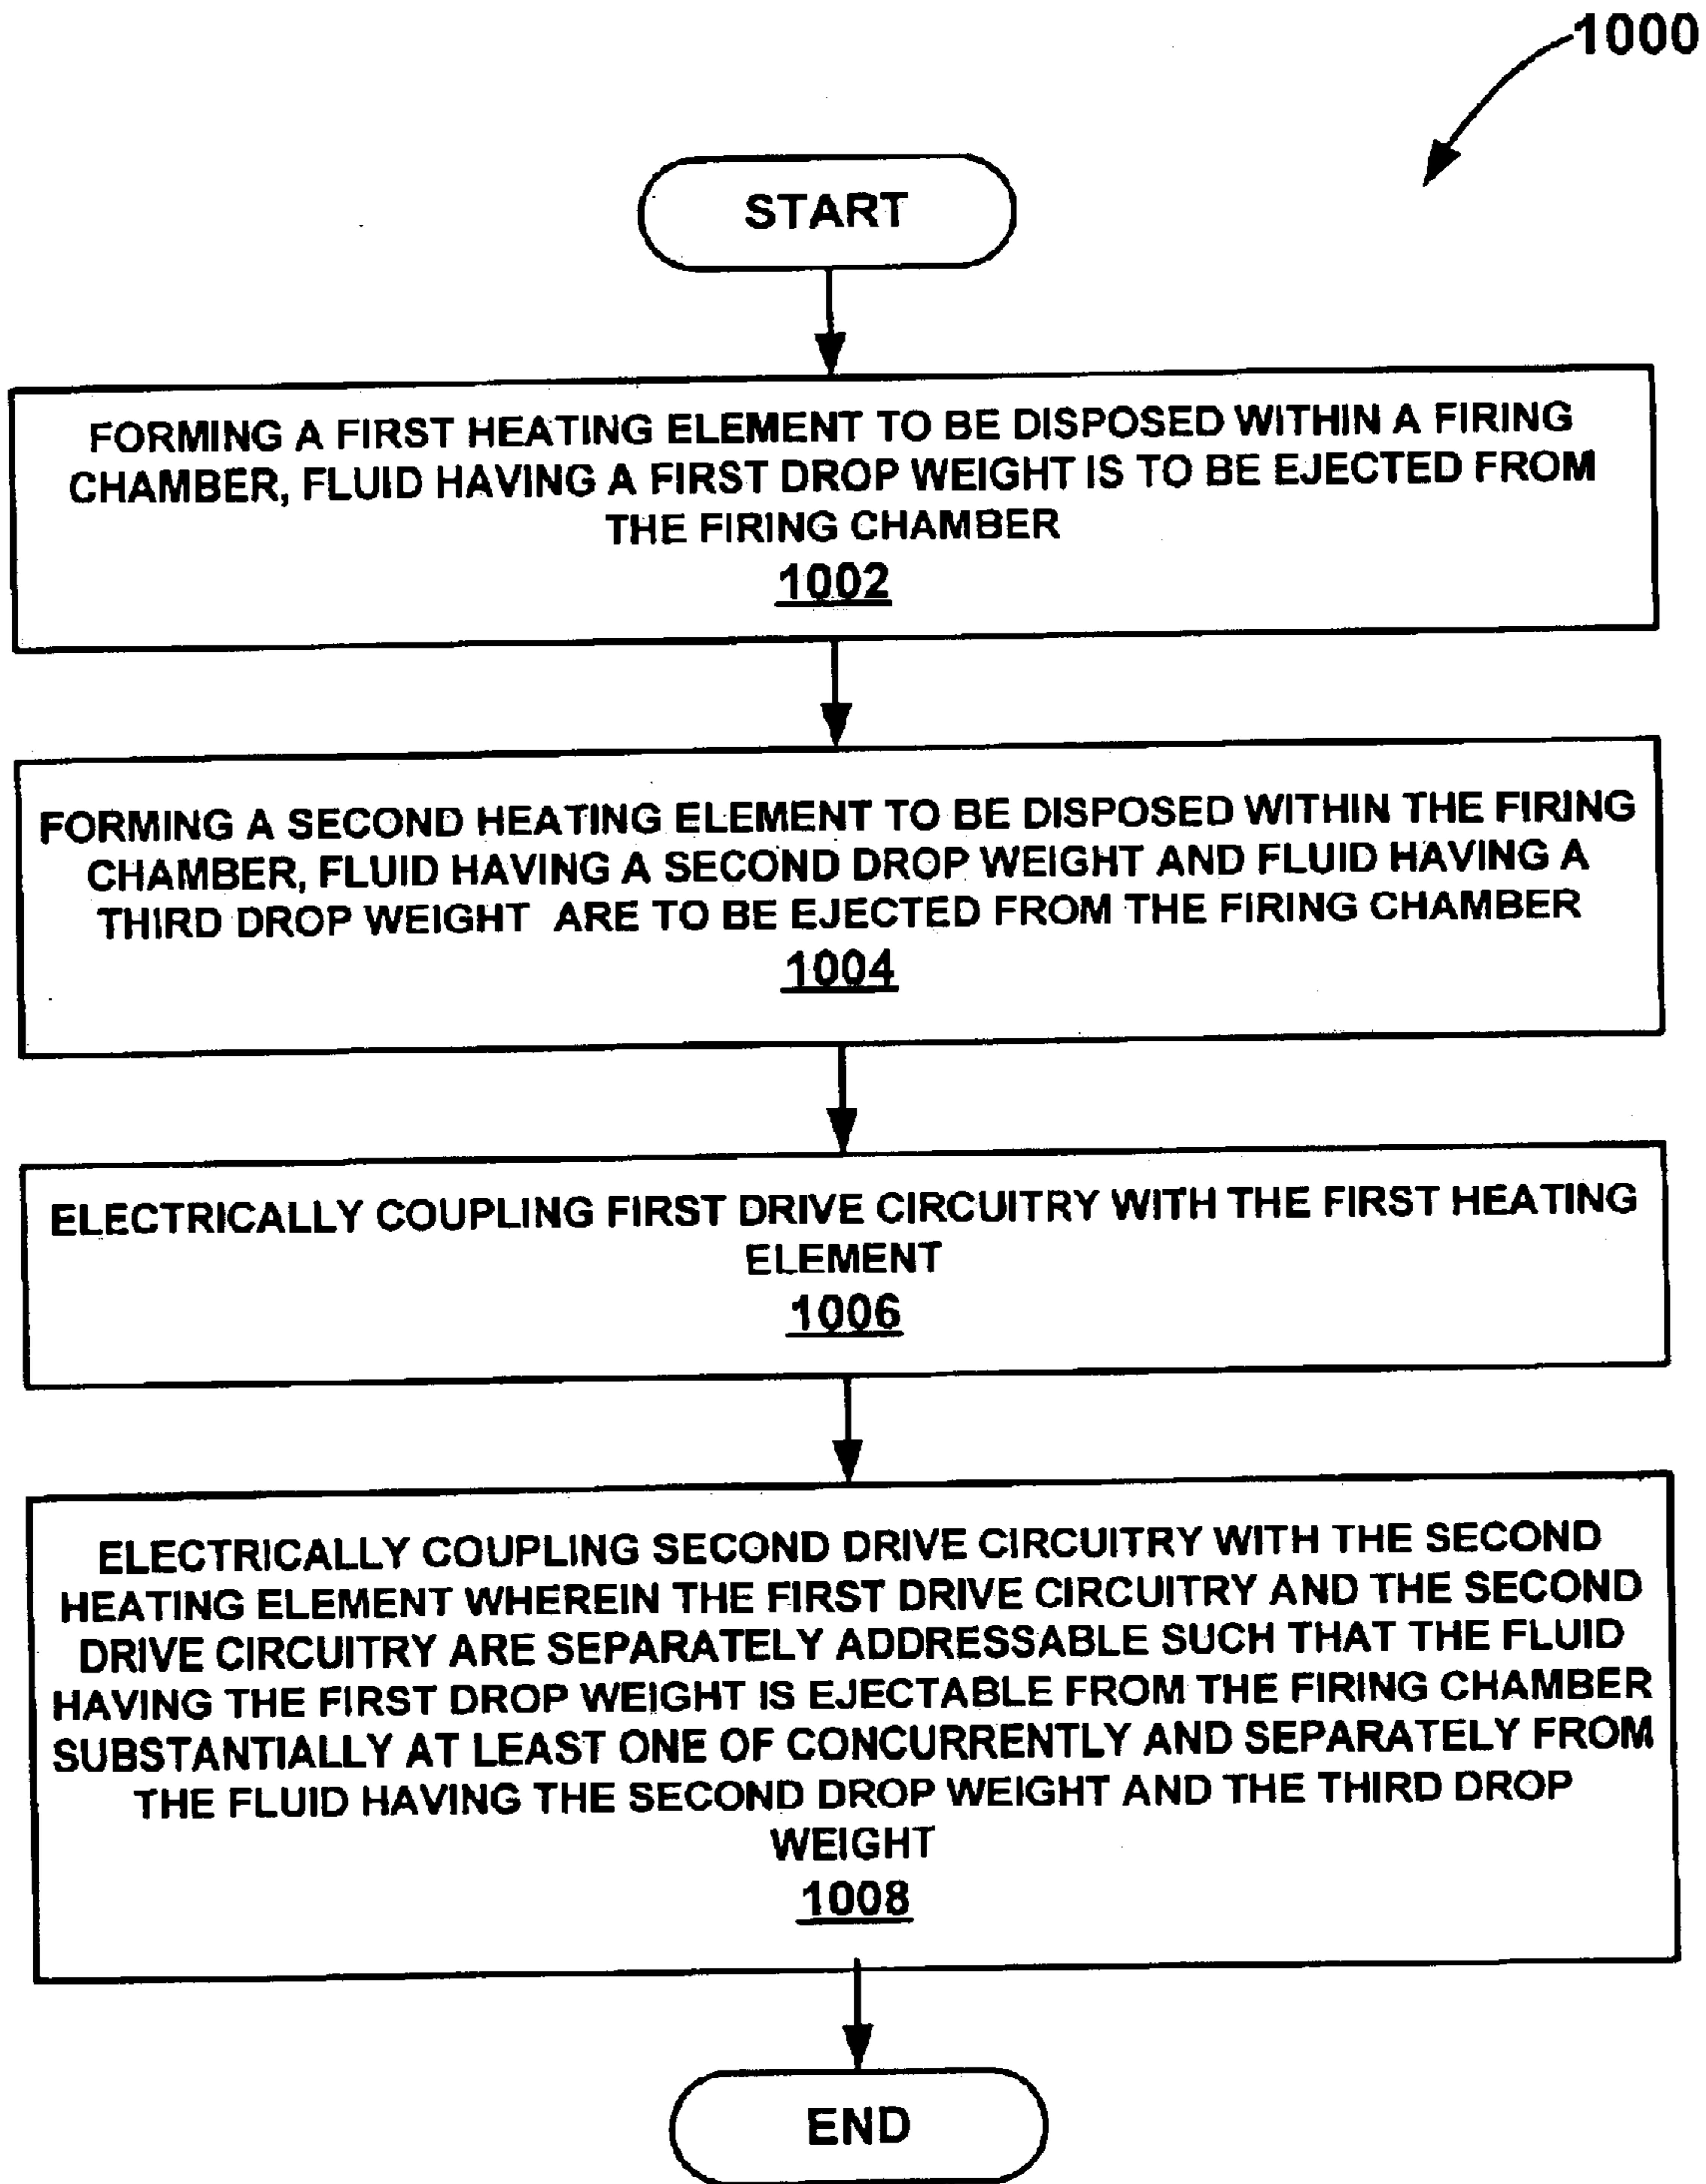 1000
START
FORMING A FIRST HEATING ELEMENT TO BE DISPOSED WITHIN A FIRING
CHAMBER, FLUID HAVING A FIRST DROP WEIGHT IS TO BE EJECTED FROM
THE FIRING CHAMBER
1002
FORMING A SECOND HEATING ELEMENT TO BE DISPOSED WITHIN THE FIRING
CHAMBER, FLUID HAVING A SECOND DROP WEIGHT AND FLUID HAVING A
THIRD DROP WEIGHT ARE TO BE EJECTED FROM THE FIRING CHAMBER
1004
ELECTRICALLY COUPLING FIRST DRIVE CIRCUITRY WITH THE FIRST HEATING
ELEMENT
1006
ELECTRICALLY COUPLING SECOND DRIVE CIRCUITRY WITH THE SECOND
HEATING ELEMENT WHEREIN THE FIRST DRIVE CIRCUITRY AND THE SECOND
DRIVE CIRCUITRY ARE SEPARATELY ADDRESSABLE SUCH THAT THE FLUID
HAVING THE FIRST DROP WEIGHT IS EJECTABLE FROM THE FIRING CHAMBER
SUBSTANTIALLY AT LEAST ONE OF CONCURRENTLY AND SEPARATELY FROM
THE FLUID HAVING THE SECOND DROP WEIGHT AND THE THIRD DROP
WEIGHT
1008
END